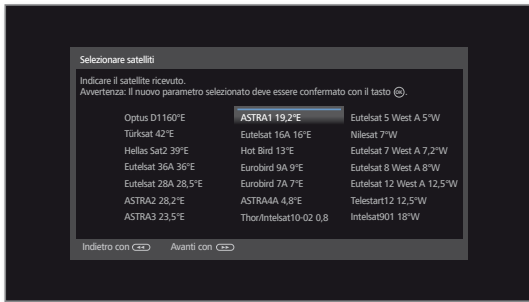 Selezionare satelliti
Indicare il satellite ricevuto.
Avvertenza: Il nuovo parametro selezionato deve essere confermato con il tasto OK.
Optus D1160°E ASTRA1 19,2°E Eutelsat 5 West A 5°W
Türksat 42°E Eutelsat 16A 16°E Nilesat 7°W
Hellas Sat2 39°E Hot Bird 13°E Eutelsat 7 West A 7,2°W
Eutelsat 36A 36°E Eurobird 9A 9°E Eutelsat 8 West A 8°W
Eutelsat 28A 28,5°E Eurobird 7A 7°E Eutelsat 12 West A 12,5°W
ASTRA2 28,2°E ASTRA4A 4,8°E Telestart12 12,5°W
ASTRA3 23,5°E Thor/Intelsat10-02 0,8 Intelsat901 18°W
Indietro con Avanti con